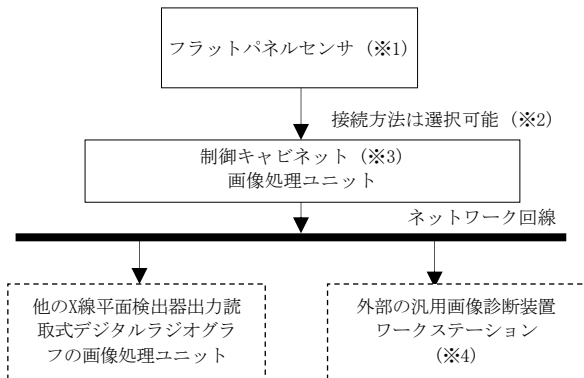 フラットパネルセンサ（※1）
接続方法は選択可能（※2）
制御キャビネット（※3）
画像処理ユニット
ネットワーク回線
他のX線平面検出器出力読
取式デジタルラジオグラ
フの画像処理ユニット
外部の汎用画像診断装置
ワークステーション
（※4）